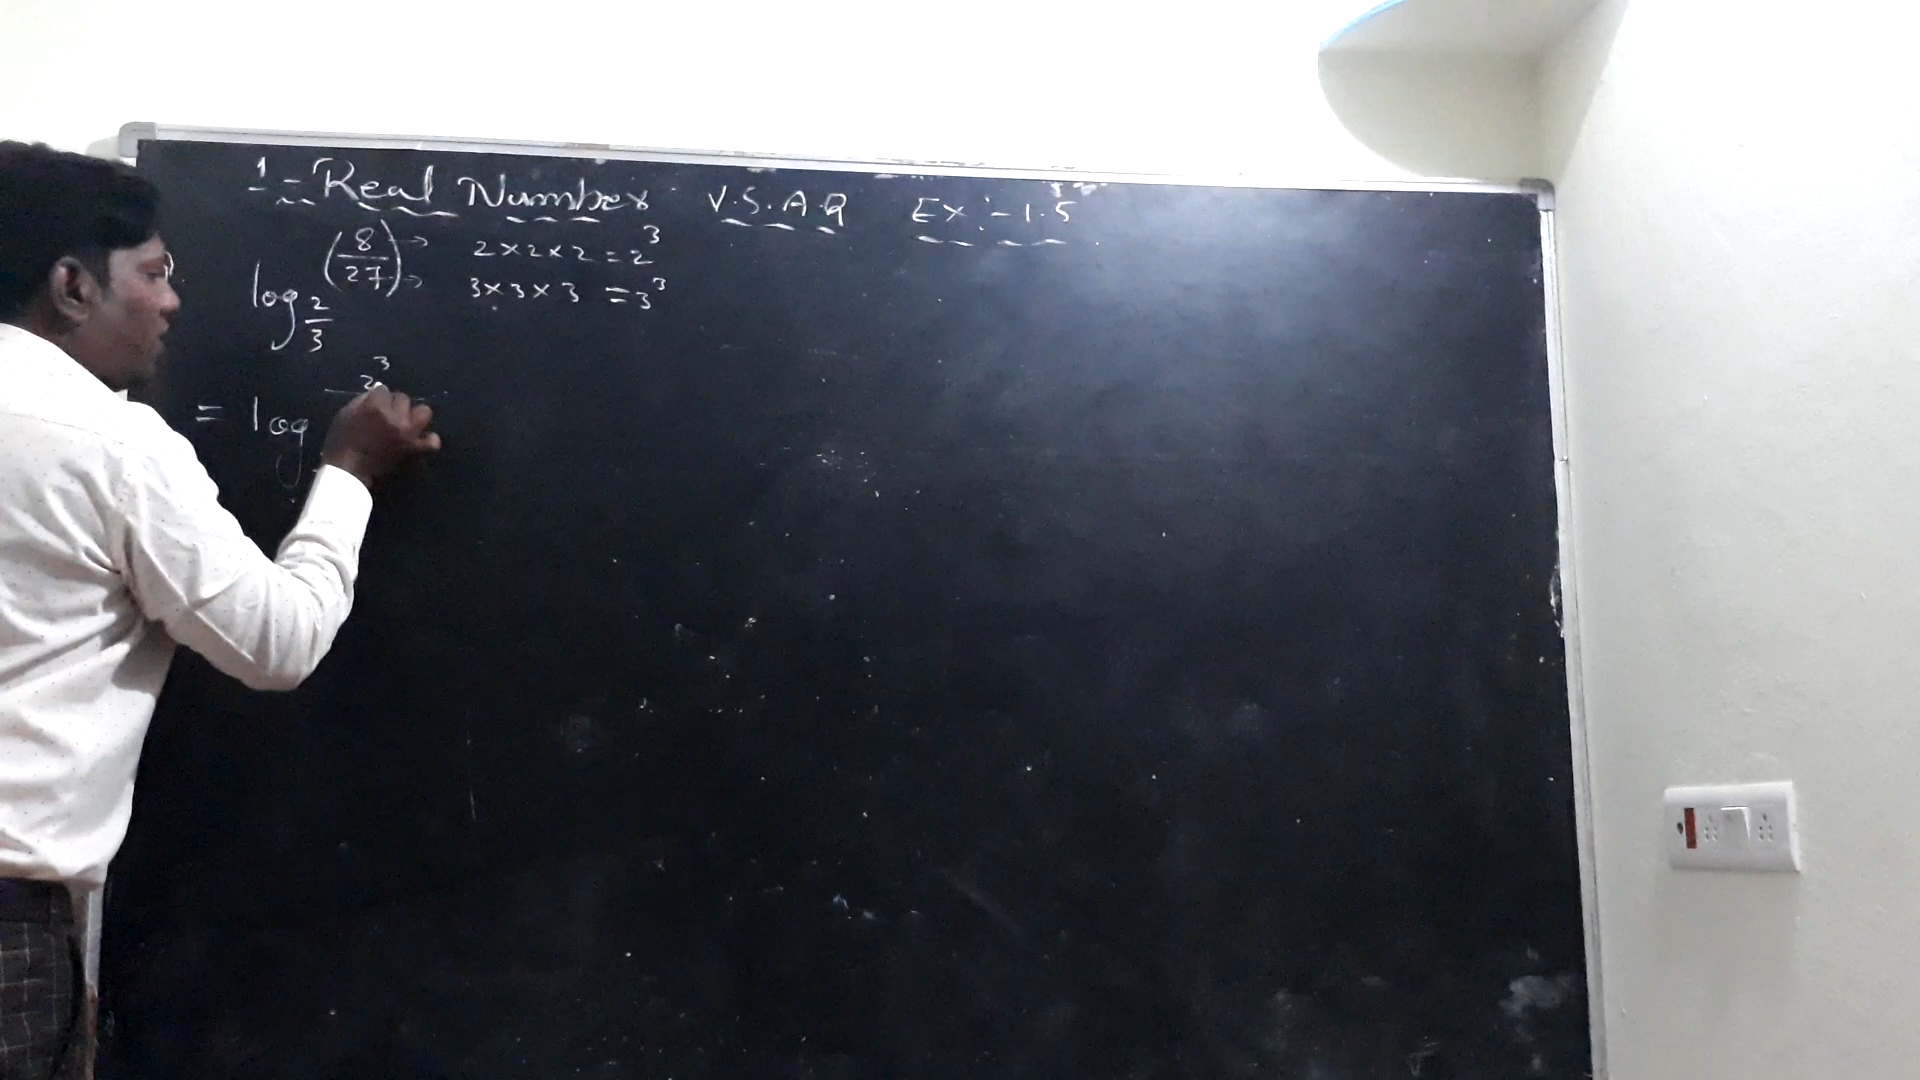 1 - Real Number V.S.A.Q Ex :- 1.5
log 2/3 (8/27) → 2×2×2 = 2³
→ 3×3×3 = 3³
= log 2³